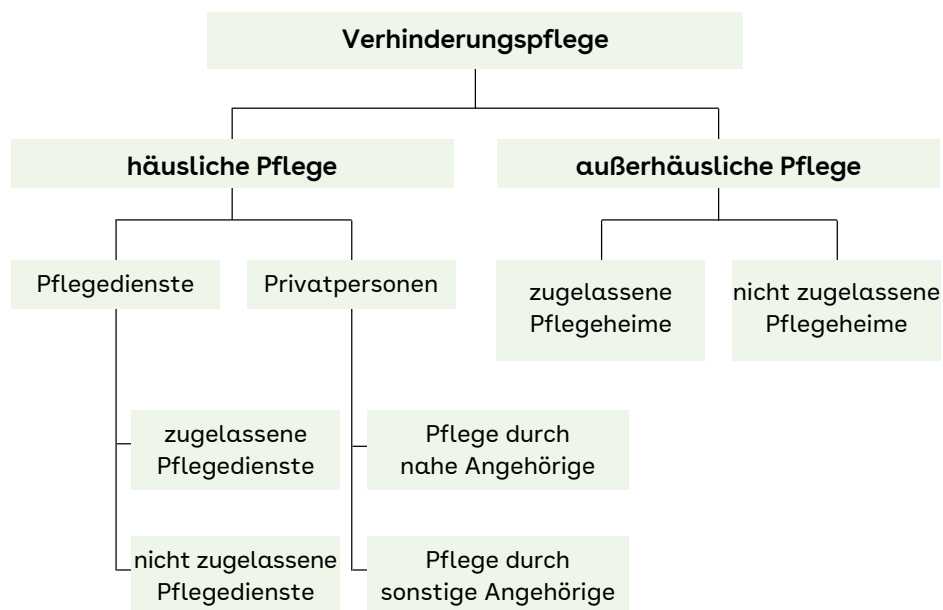 Verhinderungspflege
häusliche Pflege
außerhäusliche Pflege
Pflegedienste
Privatpersonen
zugelassene
Pflegeheime
nicht zugelassene
Pflegeheime
zugelassene
Pflegedienste
Pflege durch
nahe Angehörige
nicht zugelassene
Pflegedienste
Pflege durch
sonstige Angehörige